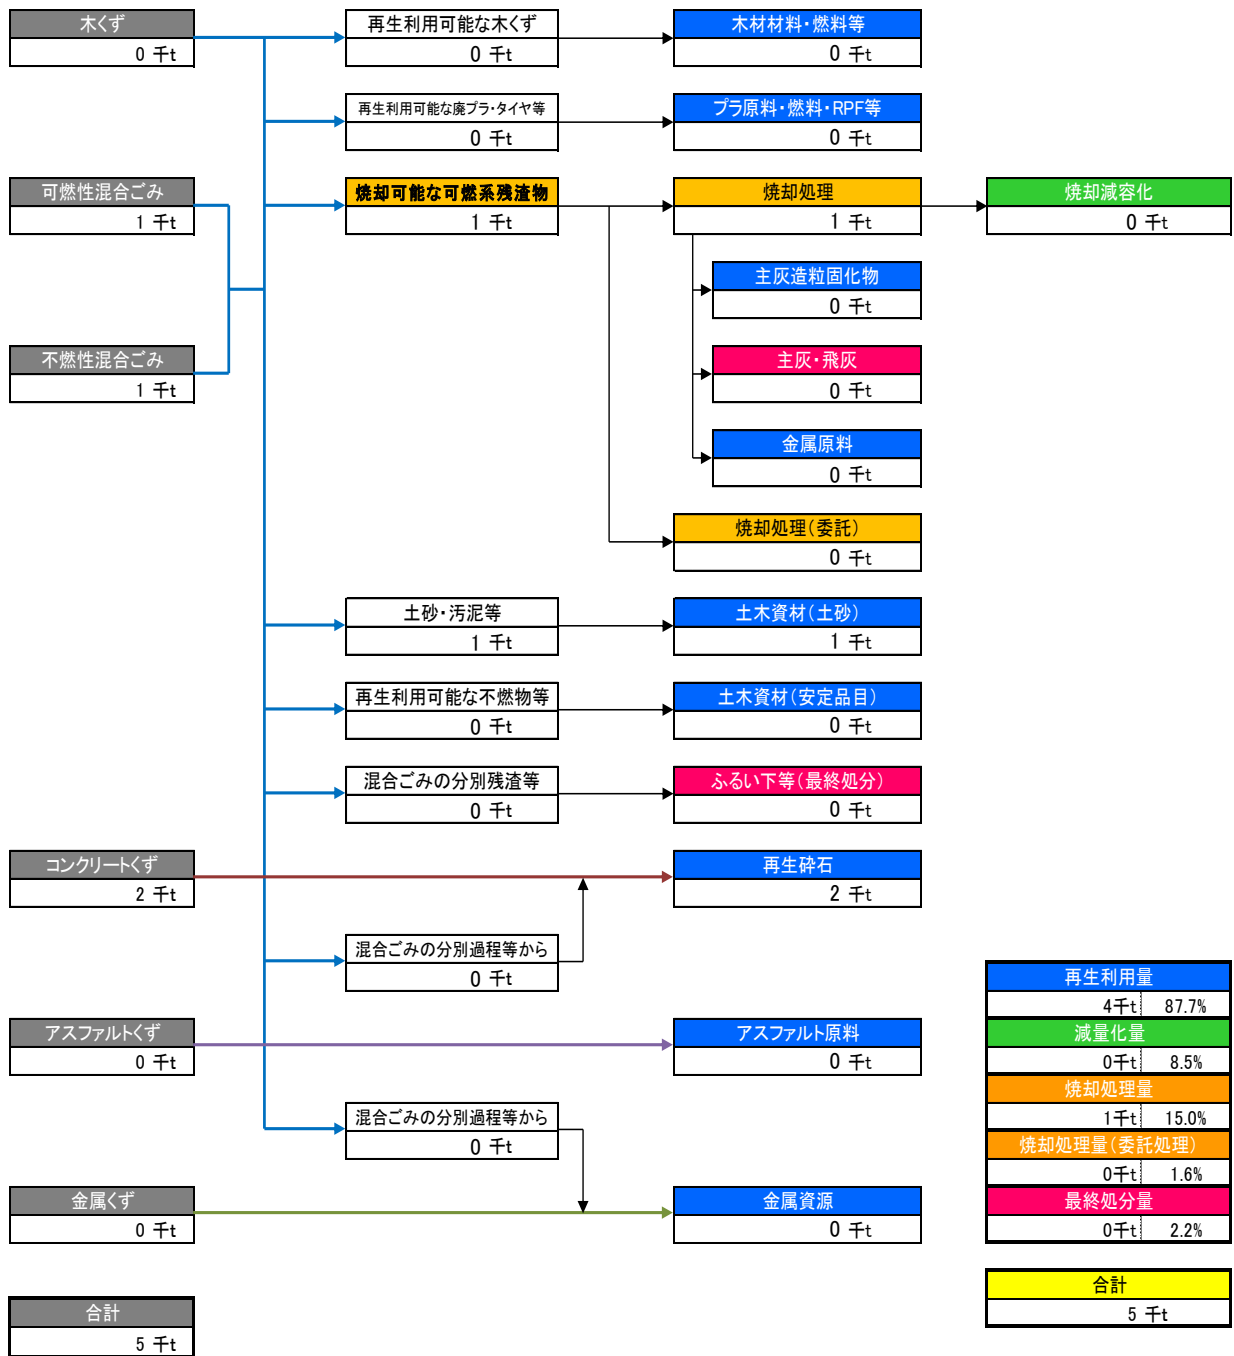 木くず
0 千t
再生利用可能な木くず
0 千t
木材材料・燃料等
0 千t
再生利用可能な廃プラ・タイヤ等
0 千t
プラ原料・燃料・RPF等
0 千t
可燃性混合ごみ
1 千t
焼却可能な可燃系残渣物
1 千t
焼却処理
1 千t
焼却減容化
0 千t
主灰造粒固化物
0 千t
不燃性混合ごみ
1 千t
主灰・飛灰
0 千t
金属原料
0 千t
焼却処理(委託)
0 千t
土砂・汚泥等
1 千t
土木資材(土砂)
1 千t
再生利用可能な不燃物等
0 千t
土木資材(安定品目)
0 千t
混合ごみの分別残渣等
0 千t
ふるい下等(最終処分)
0 千t
コンクリートくず
2 千t
再生砕石
2 千t
混合ごみの分別過程等から
0 千t
アスファルトくず
0 千t
アスファルト原料
0 千t
混合ごみの分別過程等から
0 千t
金属くず
0 千t
金属資源
0 千t
合計
5 千t
再生利用量
4千t 87.7%
減量化量
0千t 8.5%
焼却処理量
1千t 15.0%
焼却処理量(委託処理)
0千t 1.6%
最終処分量
0千t 2.2%
合計
5 千t